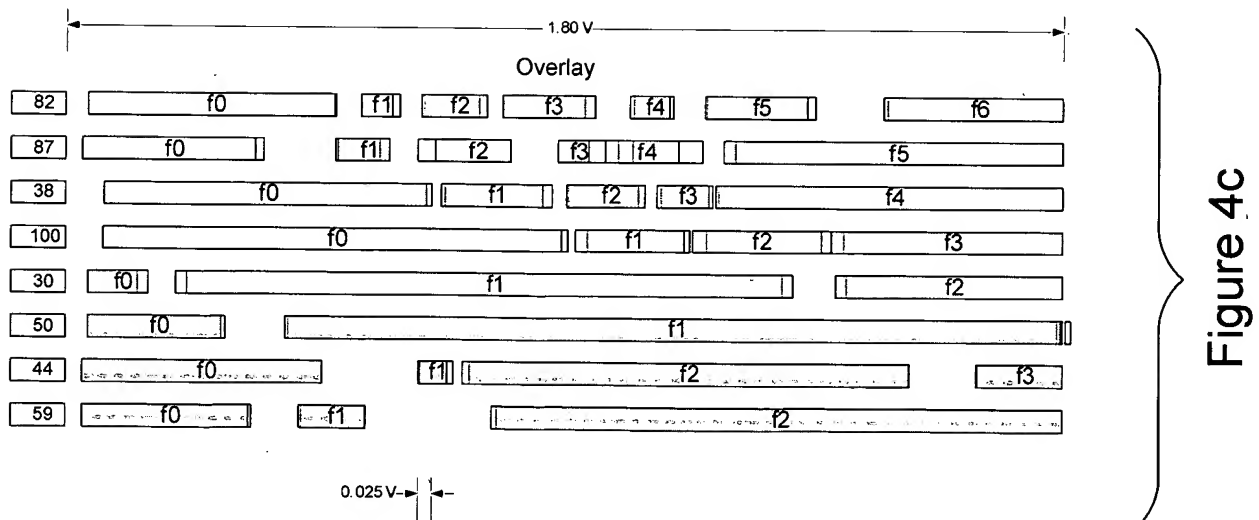 1.80 V
Overlay
82 f0 f1 f2 f3 f4 f5 f6
87 f0 f1 f2 f3 f4 f5
38 f0 f1 f2 f3 f4
100 f0 f1 f2 f3
30 f0 f1 f2
50 f0 f1
44 f0 f1 f2 f3
59 f0 f1 f2
0.025 V
Figure 4c